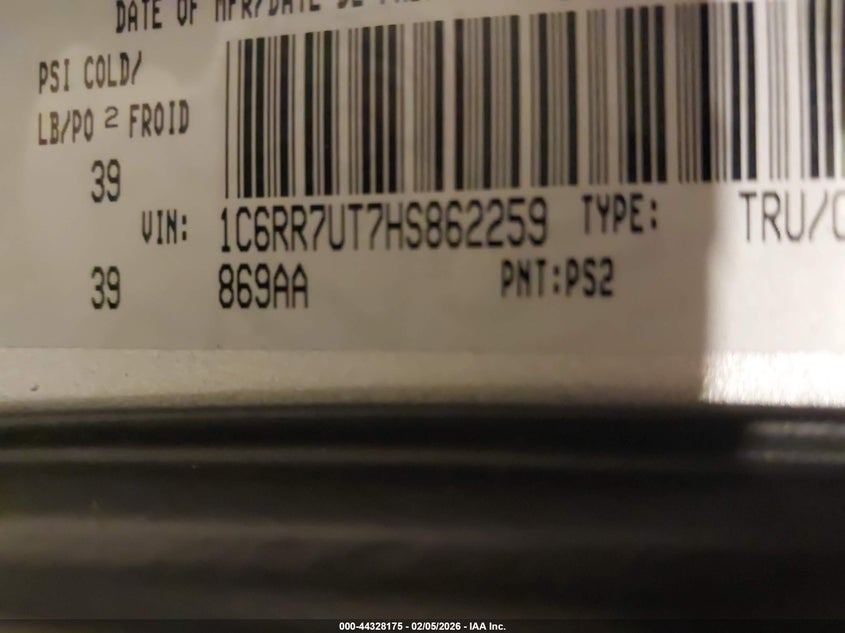 DATE OF MFR/DATE DE
PSI COLD/
LB/PO 2 FROID
39
VIN: 1C6RR7UT7HS862259 TYPE: TRU/
39 869AA PNT:PS2
000-44328175 - 02/05/2026 - IAA Inc.